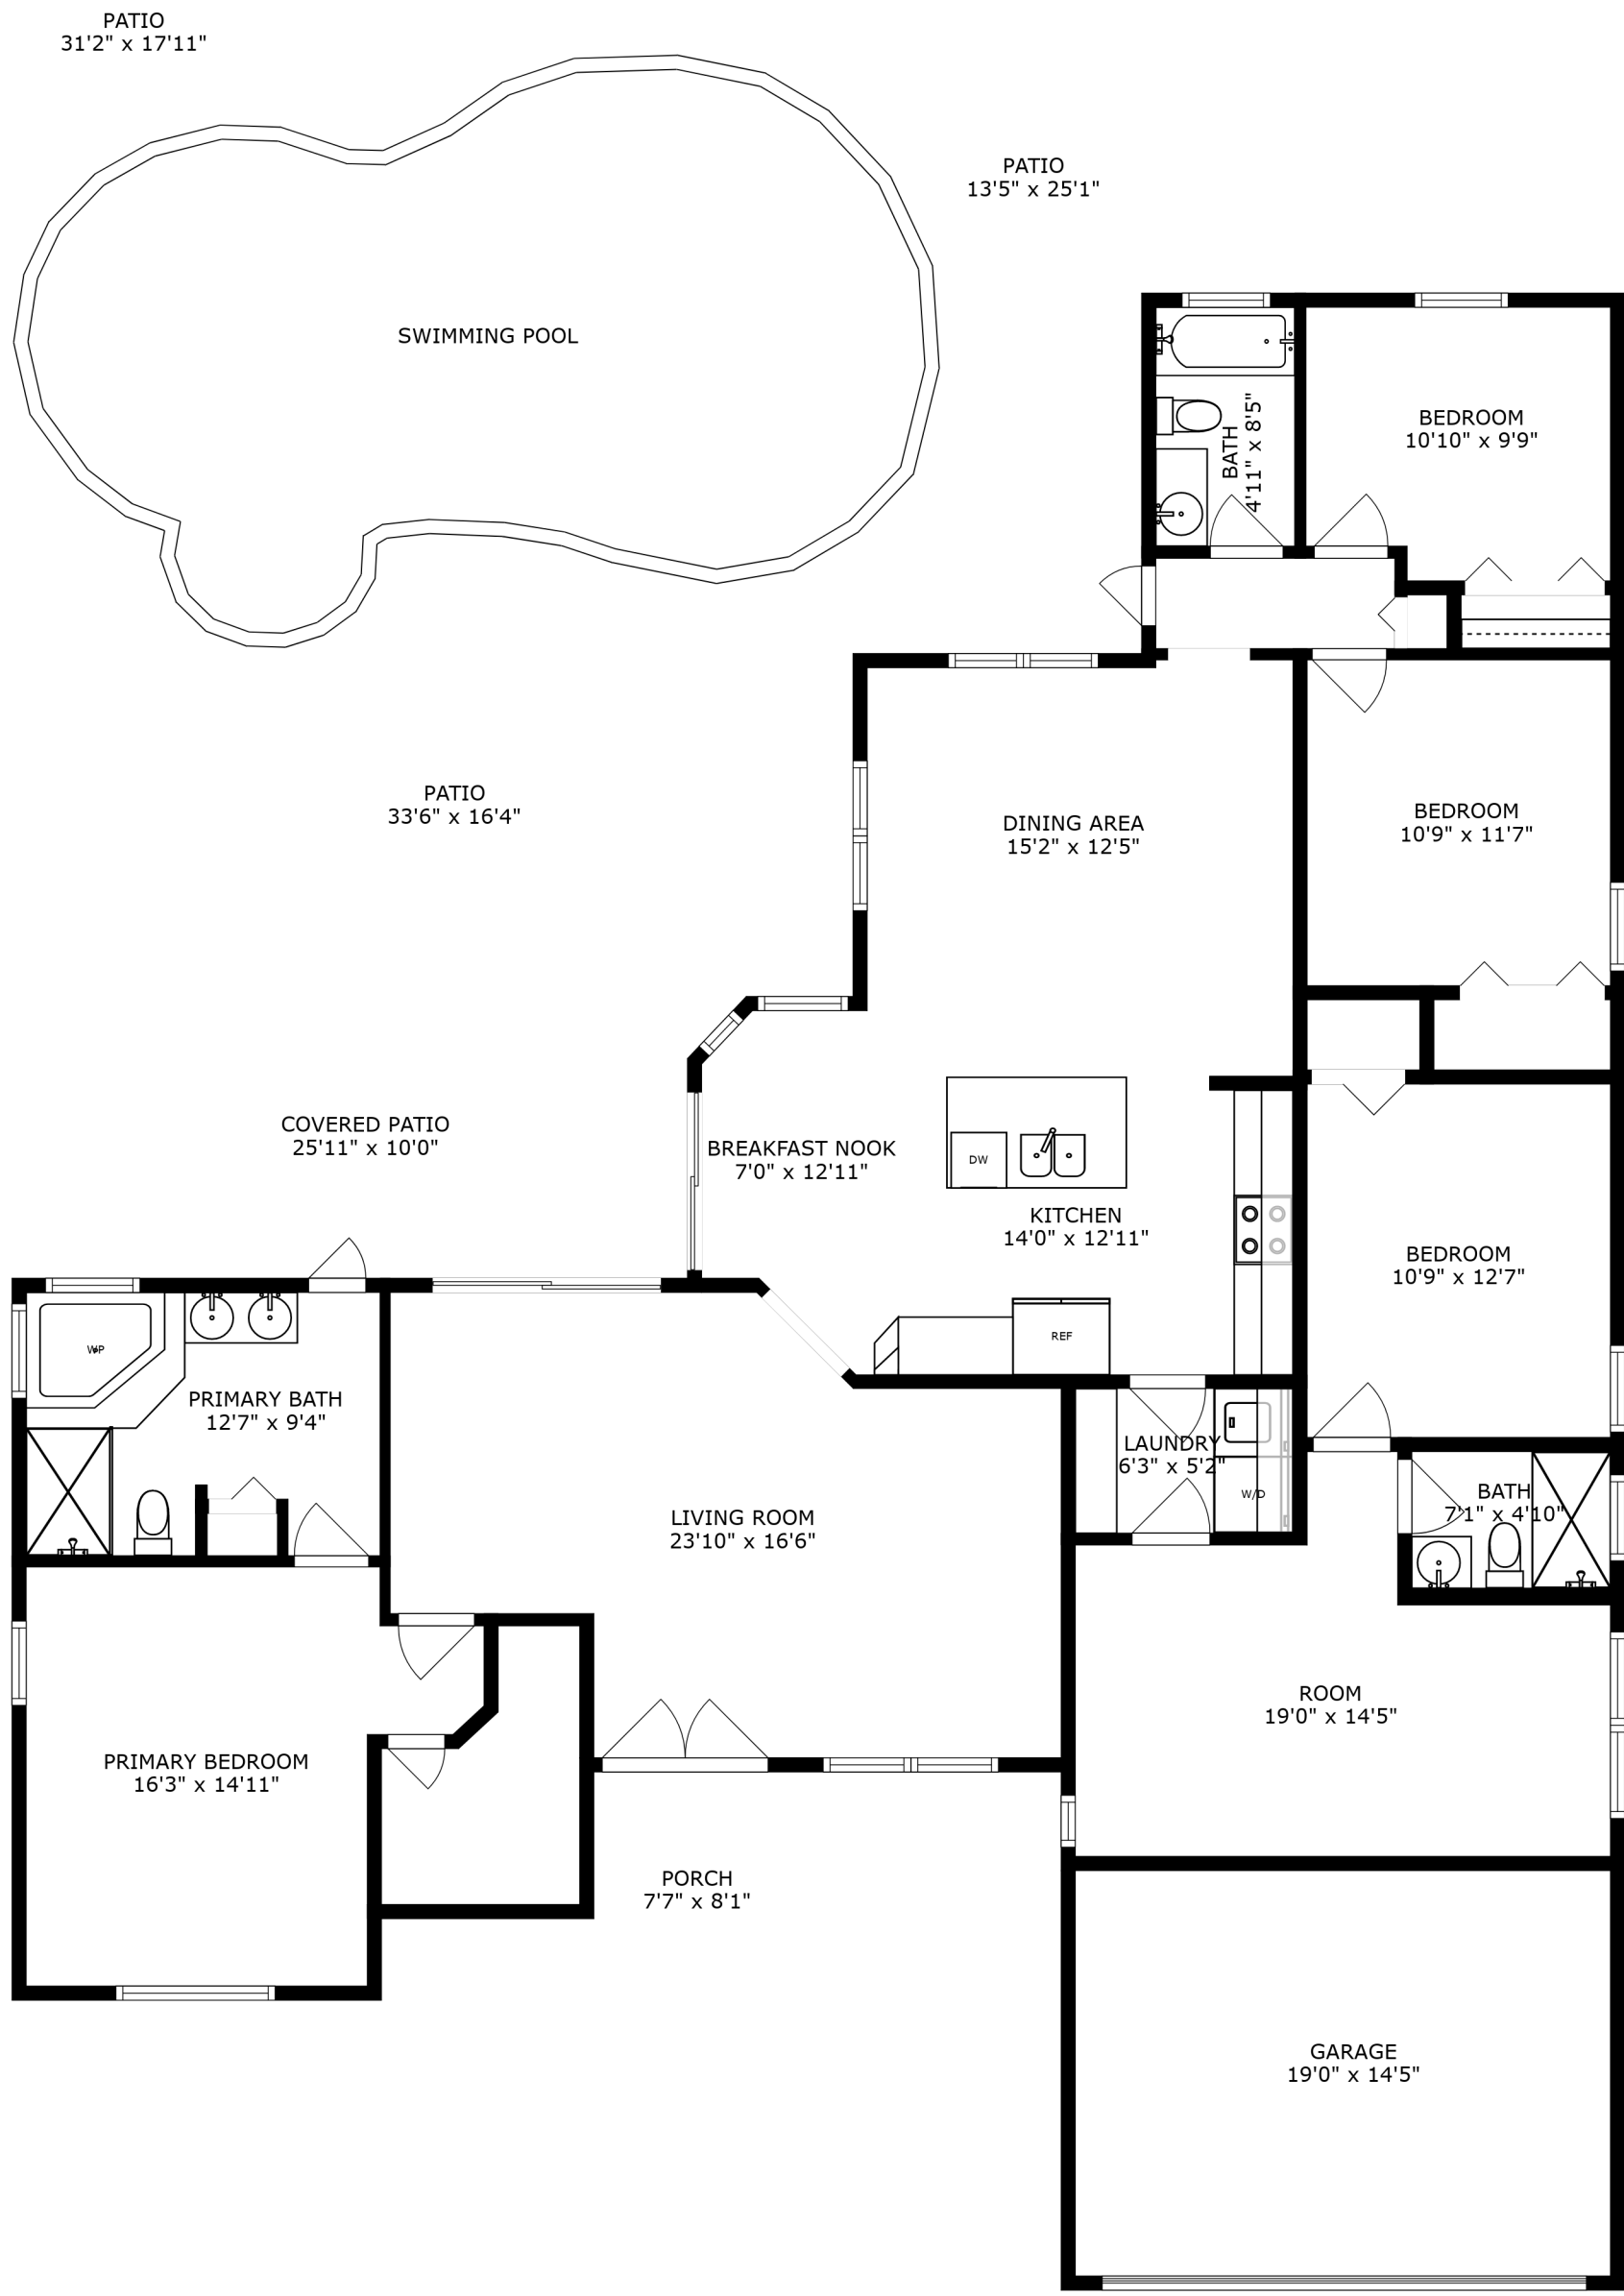 PATIO
31'2" x 17'11"
PATIO
13'5" x 25'1"
SWIMMING POOL
BATH
4'11" x 8'5"
BEDROOM
10'10" x 9'9"
PATIO
33'6" x 16'4"
DINING AREA
15'2" x 12'5"
BEDROOM
10'9" x 11'7"
COVERED PATIO
25'11" x 10'0"
BREAKFAST NOOK
7'0" x 12'11"
DW
KITCHEN
14'0" x 12'11"
BEDROOM
10'9" x 12'7"
REF
WP
PRIMARY BATH
12'7" x 9'4"
LAUNDRY
6'3" x 5'2"
W/D
BATH
7'1" x 4'10"
LIVING ROOM
23'10" x 16'6"
ROOM
19'0" x 14'5"
PRIMARY BEDROOM
16'3" x 14'11"
PORCH
7'7" x 8'1"
GARAGE
19'0" x 14'5"